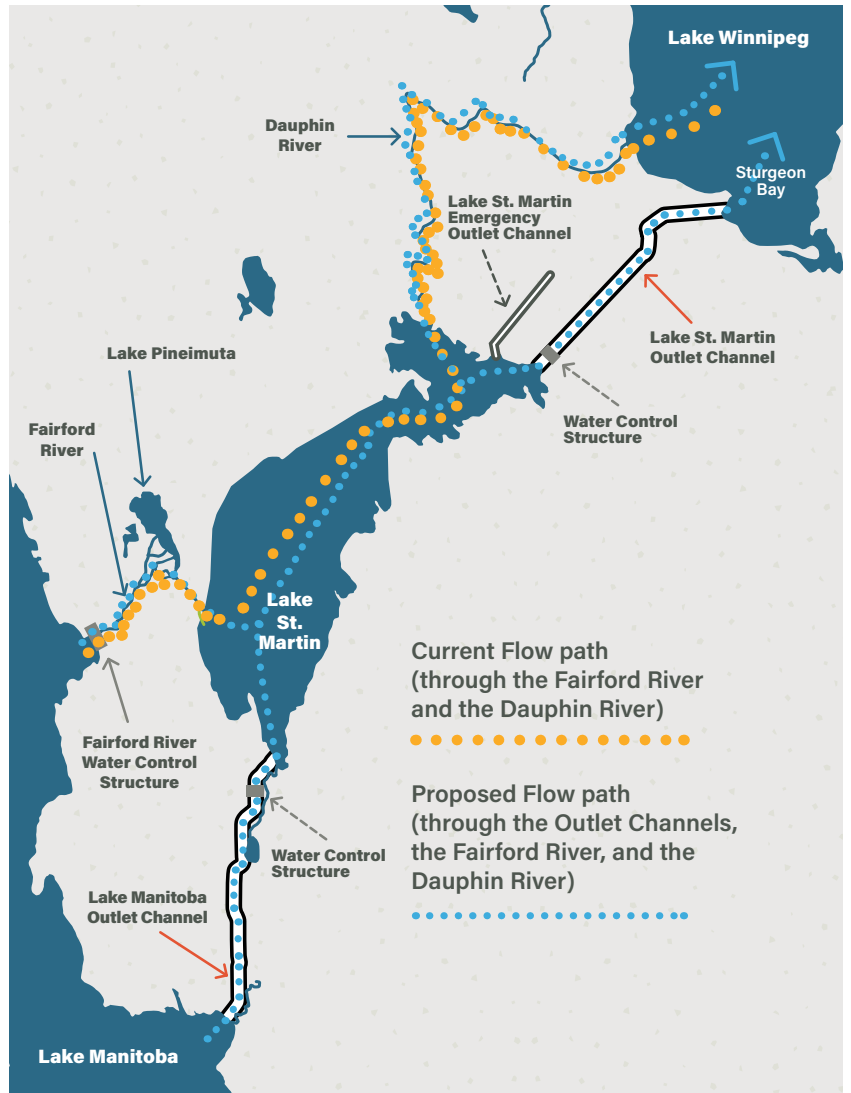 Lake Winnipeg
Dauphin
River
Sturgeon
Bay
Lake St. Martin
Emergency
Outlet Channel
Lake St. Martin
Outlet Channel
Lake Pineimuta
Water Control
Structure
Fairford
River
Lake
St.
Martin
Current Flow path
(through the Fairford River
and the Dauphin River)
Fairford River
Water Control
Structure
Proposed Flow path
(through the Outlet Channels,
the Fairford River, and the
Dauphin River)
Water Control
Structure
Lake Manitoba
Outlet Channel
Lake Manitoba